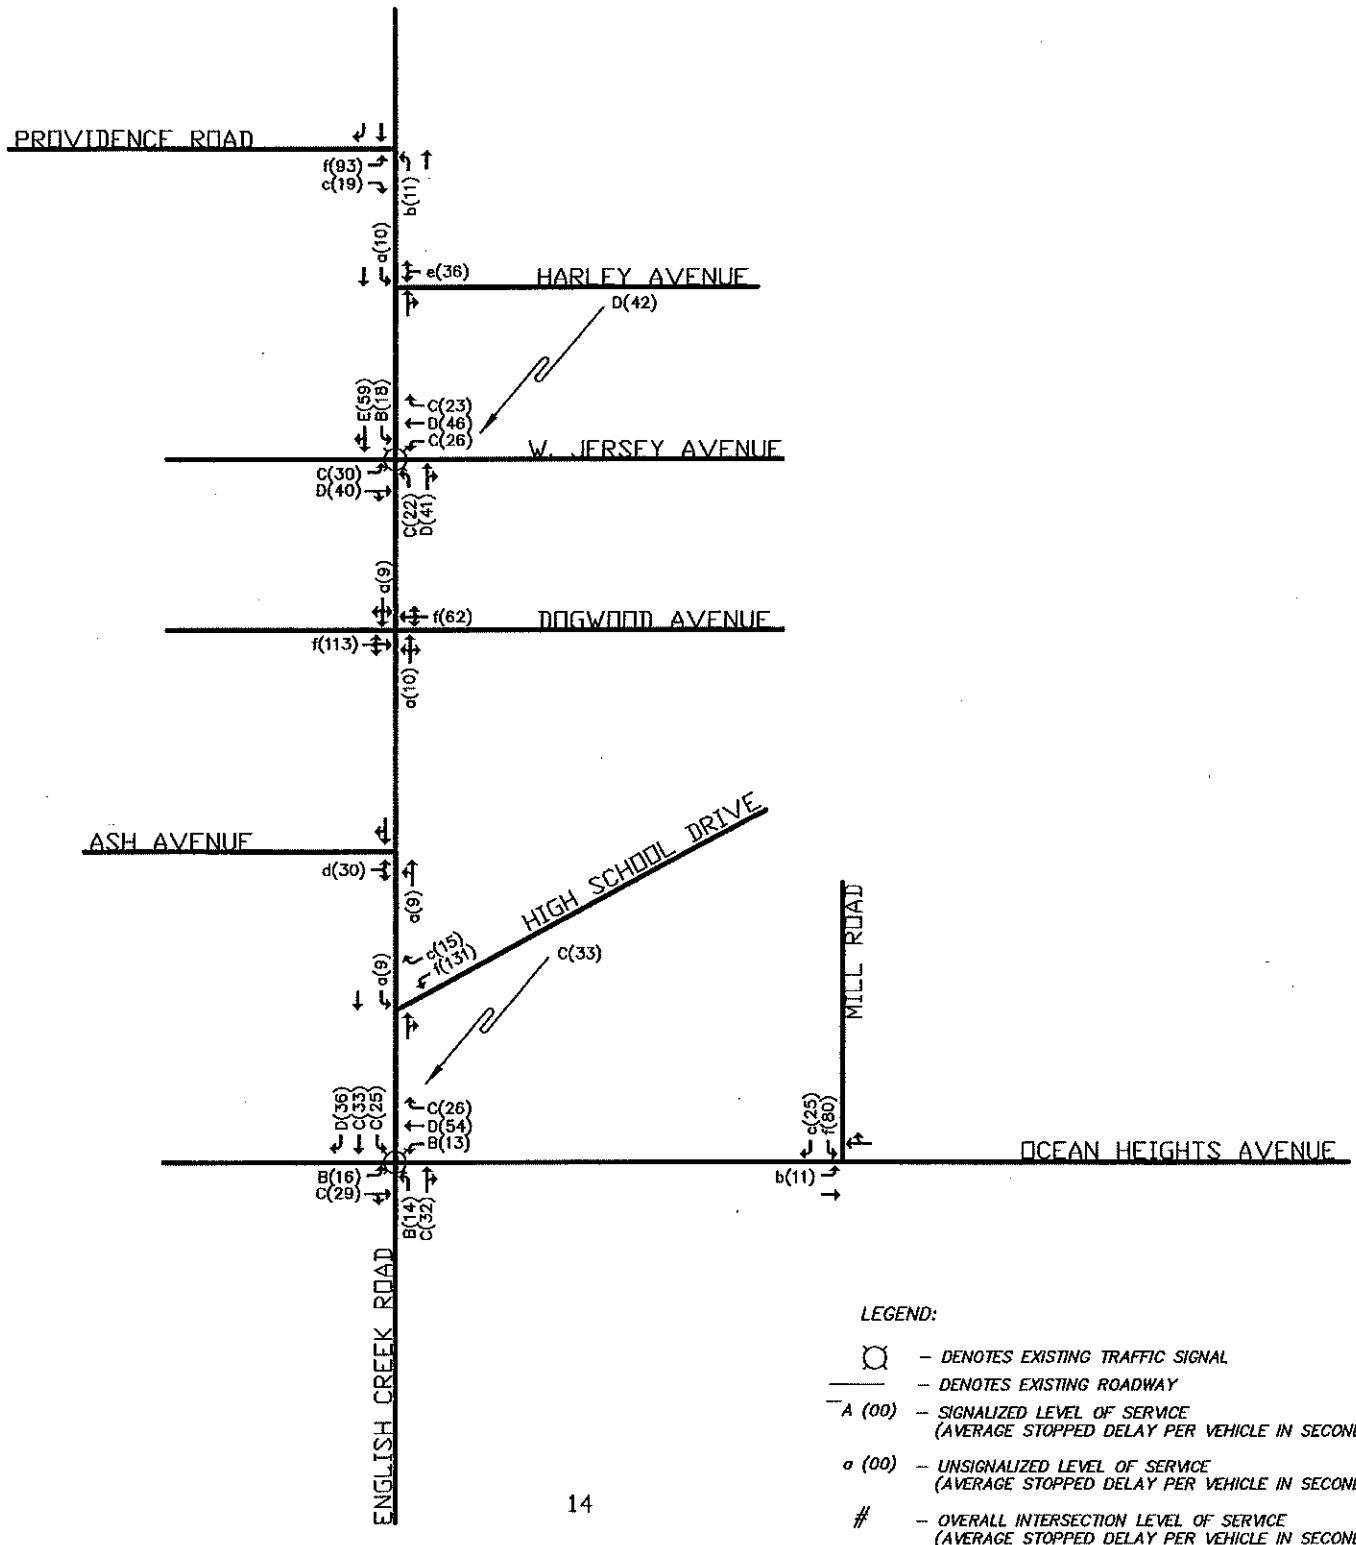 PROVIDENCE ROAD
f(93)
c(19)
b(11)
a(10)
e(36)
HARLEY AVENUE
D(42)
E(59)
B(18)
C(23)
D(46)
C(26)
W. JERSEY AVENUE
C(30)
D(40)
C(22)
D(41)
a(9)
f(62)
DOGWOOD AVENUE
f(113)
a(10)
ASH AVENUE
d(30)
a(9)
HIGH SCHOOL DRIVE
c(15)
f(131)
a(9)
C(33)
MILL ROAD
D(36)
C(33)
C(25)
C(26)
D(54)
B(13)
c(25)
f(80)
OCEAN HEIGHTS AVENUE
B(16)
C(29)
B(14)
C(32)
b(11)
ENGLISH CREEK ROAD
LEGEND:
– DENOTES EXISTING TRAFFIC SIGNAL
– DENOTES EXISTING ROADWAY
A (00) – SIGNALIZED LEVEL OF SERVICE
(AVERAGE STOPPED DELAY PER VEHICLE IN SECON
a (00) – UNSIGNALIZED LEVEL OF SERVICE
(AVERAGE STOPPED DELAY PER VEHICLE IN SECON
# – OVERALL INTERSECTION LEVEL OF SERVICE
(AVERAGE STOPPED DELAY PER VEHICLE IN SECON
14